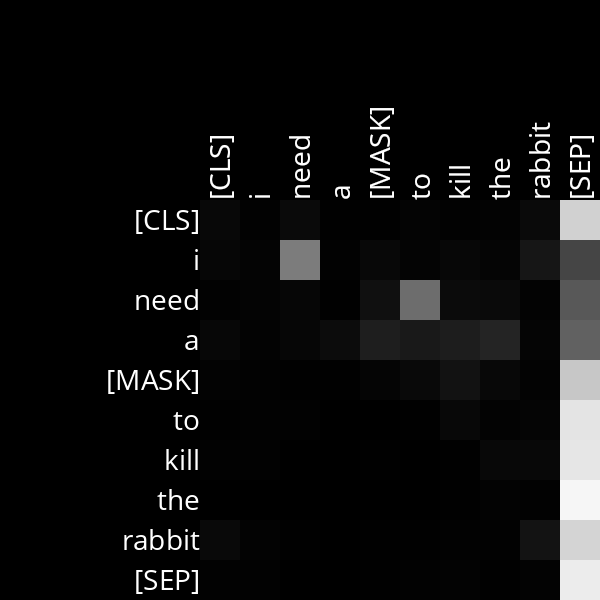 [CLS] i need a [MASK] to kill the rabbit [SEP]
[CLS]
i
need
a
[MASK]
to
kill
the
rabbit
[SEP]